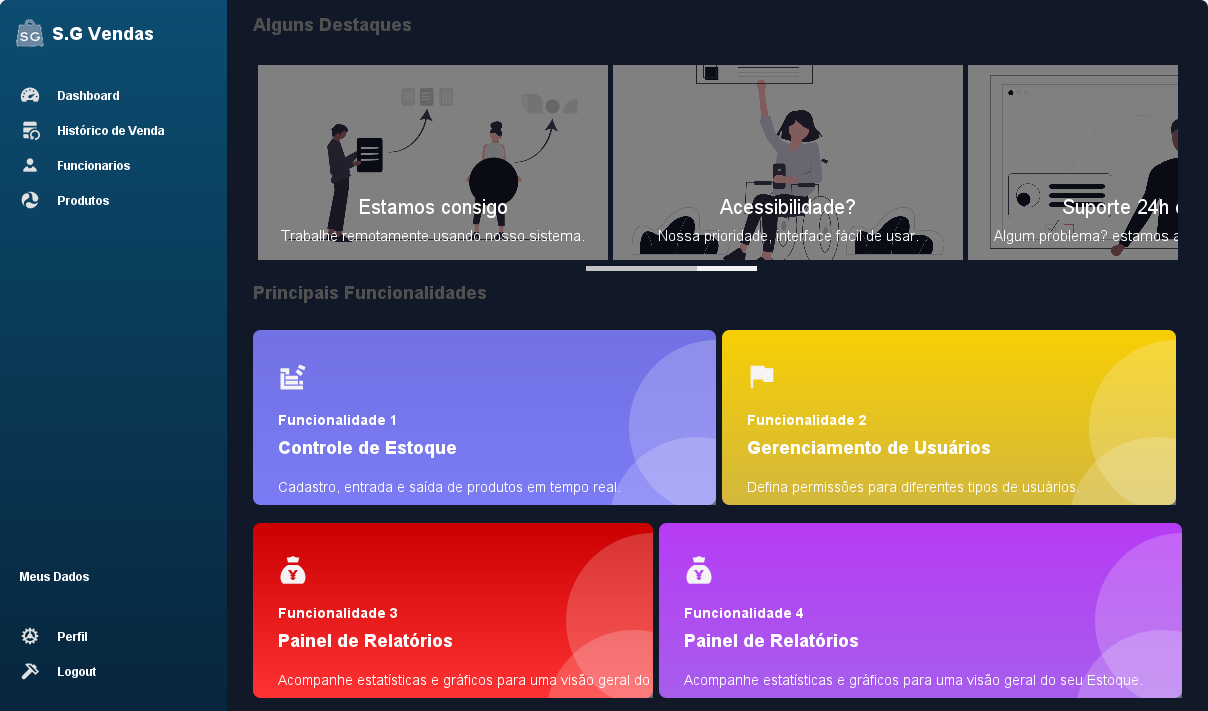 SG S.G Vendas
Dashboard
Histórico de Venda
Funcionarios
Produtos
Meus Dados
Perfil
Logout
Alguns Destaques
Estamos consigo
Trabalhe remotamente usando nosso sistema.
Acessibilidade?
Nossa prioridade, interface fácil de usar.
Suporte 24h
Algum problema? estamos a
Principais Funcionalidades
Funcionalidade 1
Controle de Estoque
Cadastro, entrada e saída de produtos em tempo real.
Funcionalidade 2
Gerenciamento de Usuários
Defina permissões para diferentes tipos de usuários.
¥
Funcionalidade 3
Painel de Relatórios
Acompanhe estatísticas e gráficos para uma visão geral do
¥
Funcionalidade 4
Painel de Relatórios
Acompanhe estatísticas e gráficos para uma visão geral do seu Estoque.